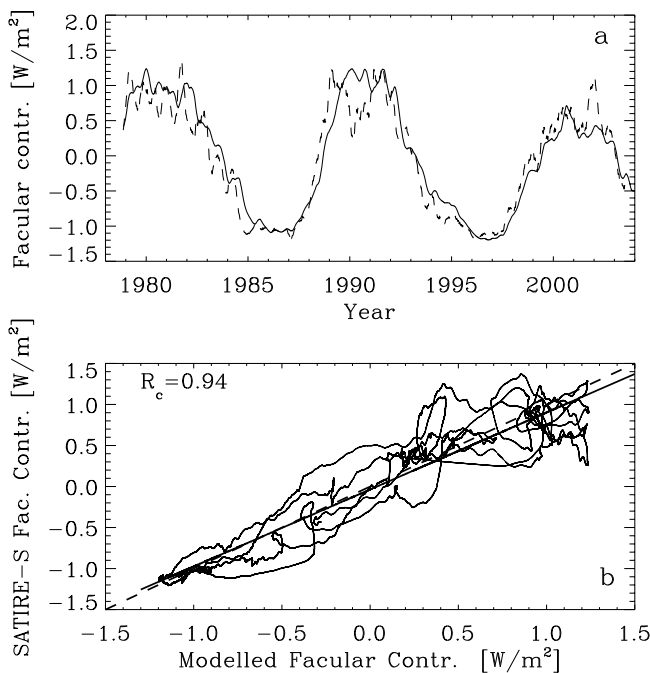 Facular contr. [W/m²]
2.0
1.5
1.0
0.5
0.0
−0.5
−1.0
−1.5
a
1980 1985 1990 1995 2000
Year
SATIRE−S Fac. Contr. [W/m²]
1.5
1.0
0.5
0.0
−0.5
−1.0
−1.5
R_c=0.94
b
−1.5 −1.0 −0.5 0.0 0.5 1.0 1.5
Modelled Facular Contr. [W/m²]